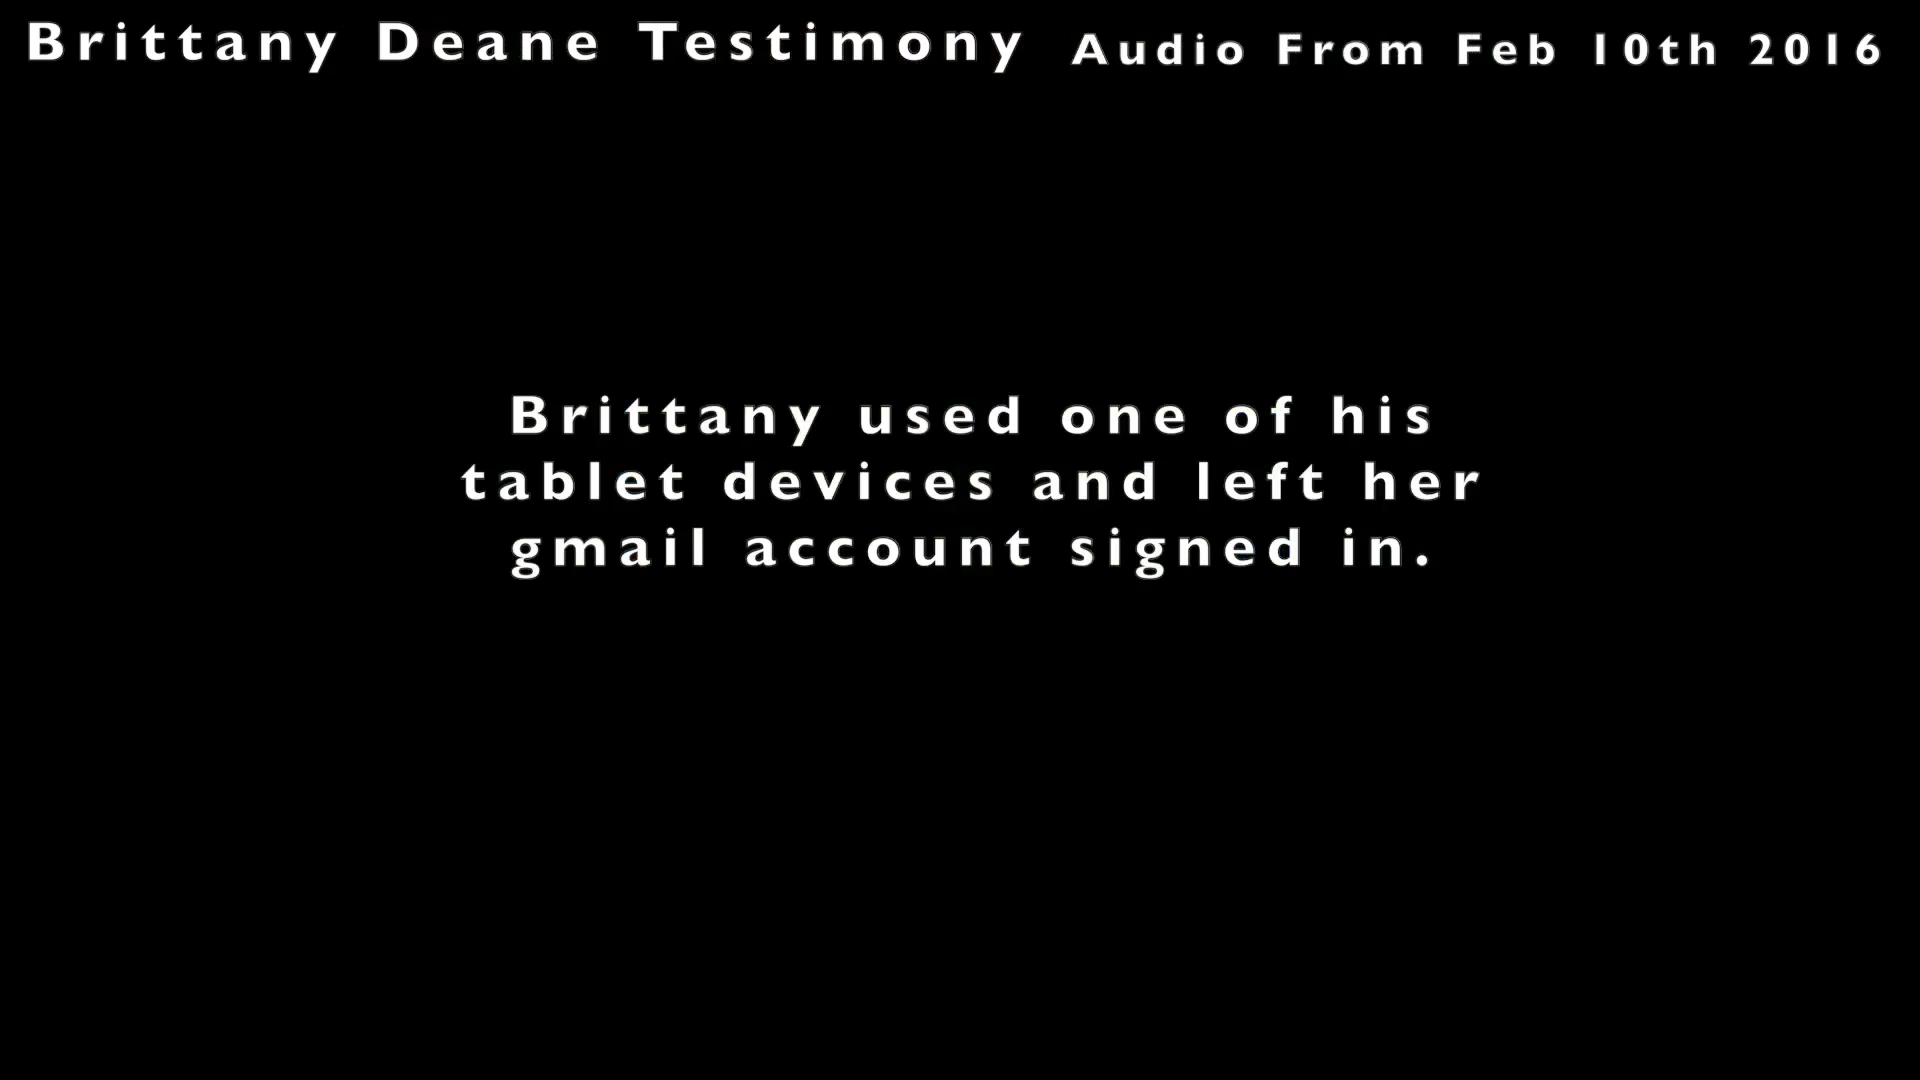 Brittany Deane Testimony Audio From Feb 10th 2016
Brittany used one of his
tablet devices and left her
gmail account signed in.